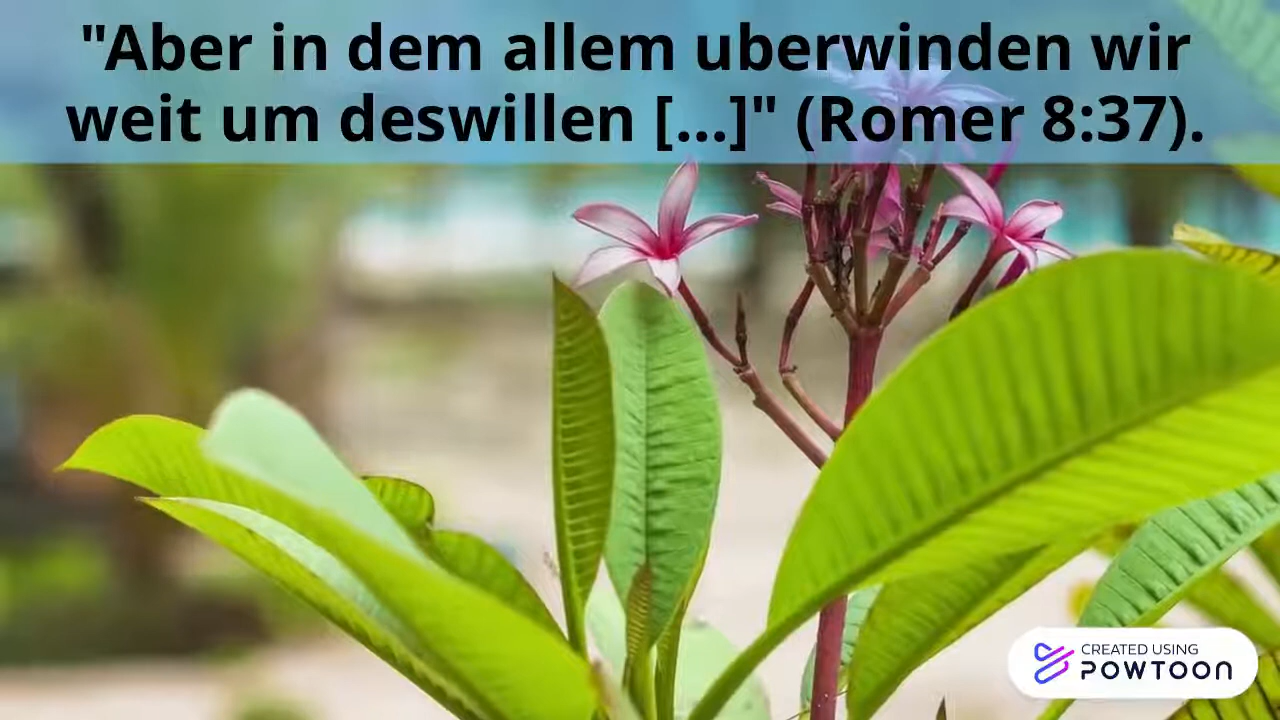 "Aber in dem allem uberwinden wir
weit um deswillen [...]" (Romer 8:37).
CREATED USING
POWTOON